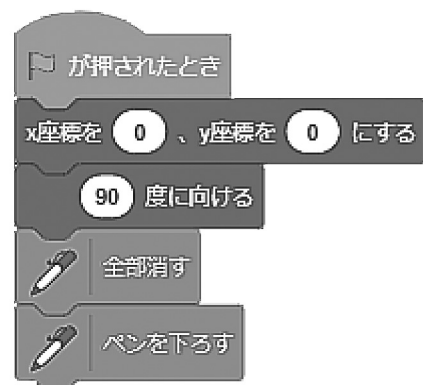 が押されたとき
x座標を 0 、y座標を 0 にする
90 度に向ける
全部消す
ペンを下ろす